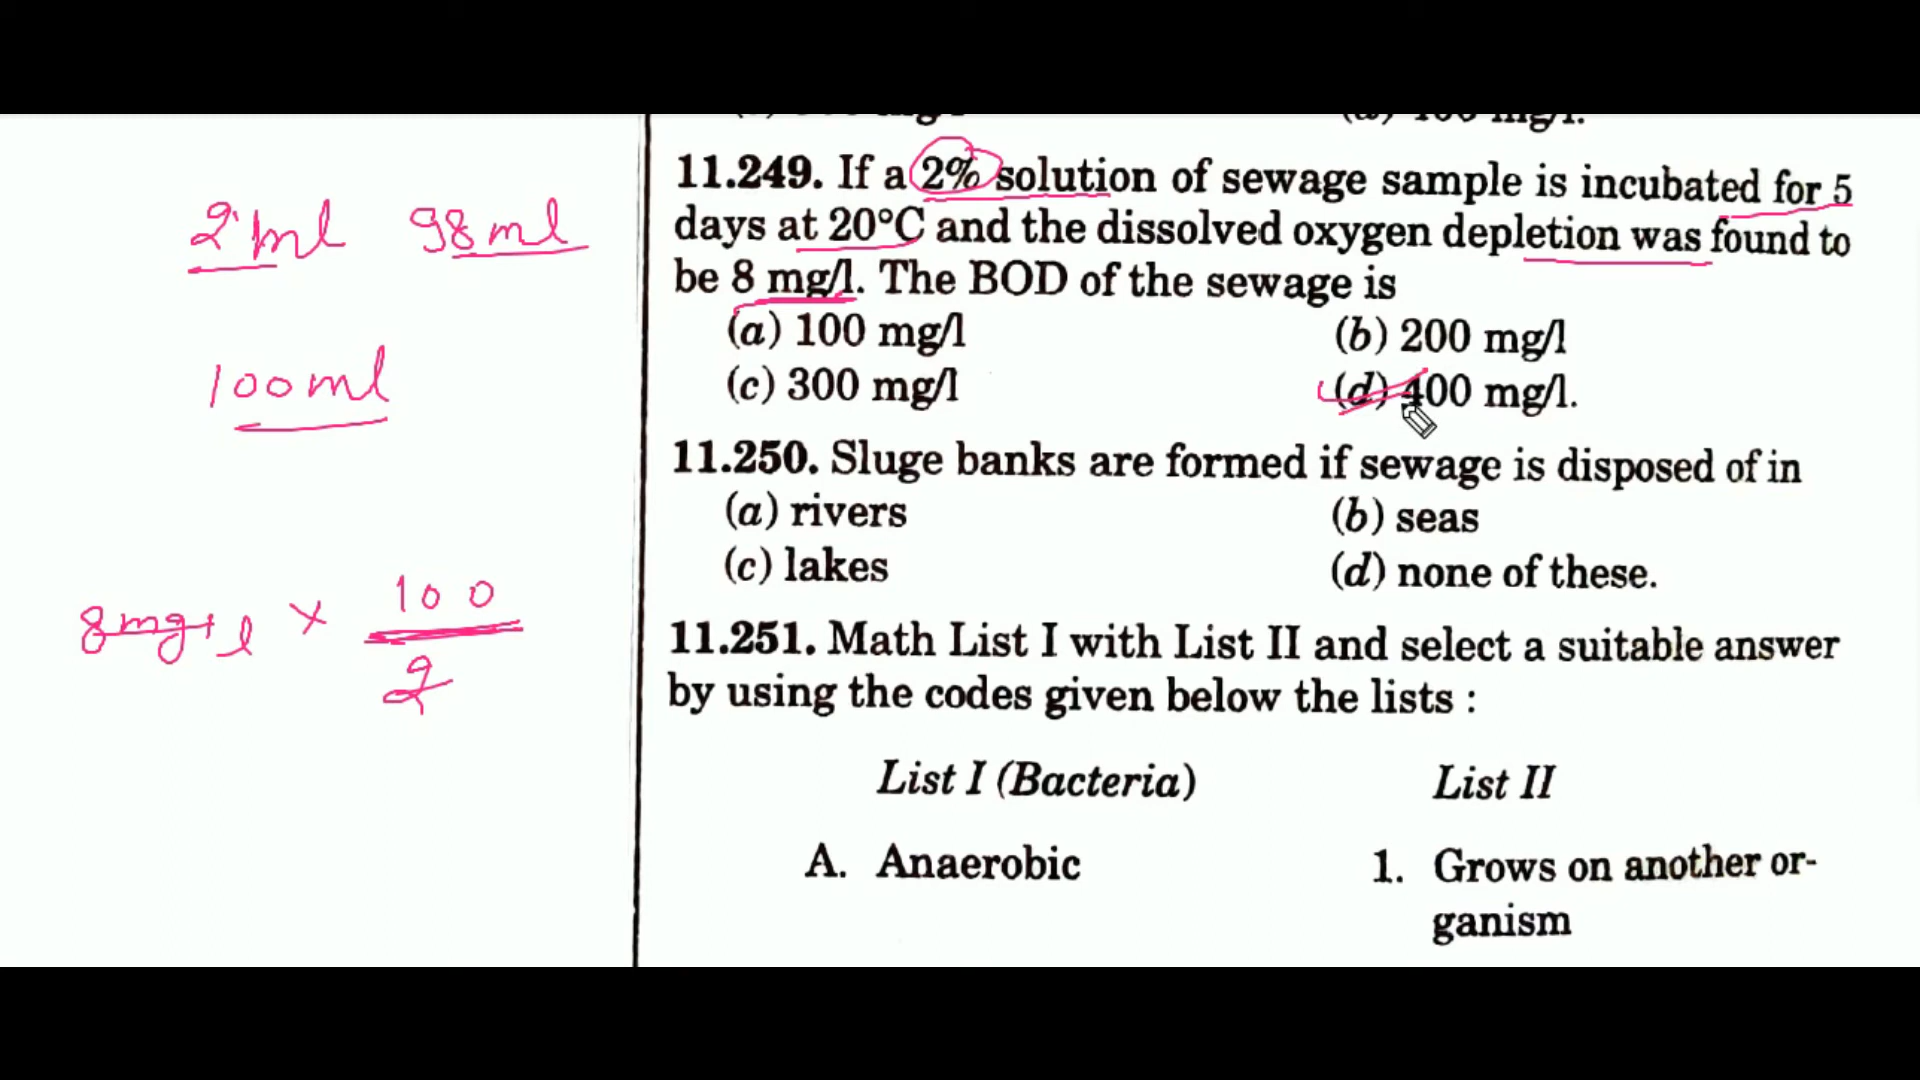 2 ml 98 ml
100 ml
8 mg/l × 100
2
11.249. If a 2% solution of sewage sample is incubated for 5
days at 20°C and the dissolved oxygen depletion was found to
be 8 mg/l. The BOD of the sewage is
(a) 100 mg/l (b) 200 mg/l
(c) 300 mg/l (d) 400 mg/l.
11.250. Sluge banks are formed if sewage is disposed of in
(a) rivers (b) seas
(c) lakes (d) none of these.
11.251. Math List I with List II and select a suitable answer
by using the codes given below the lists :
List I (Bacteria) List II
A. Anaerobic 1. Grows on another or-
ganism